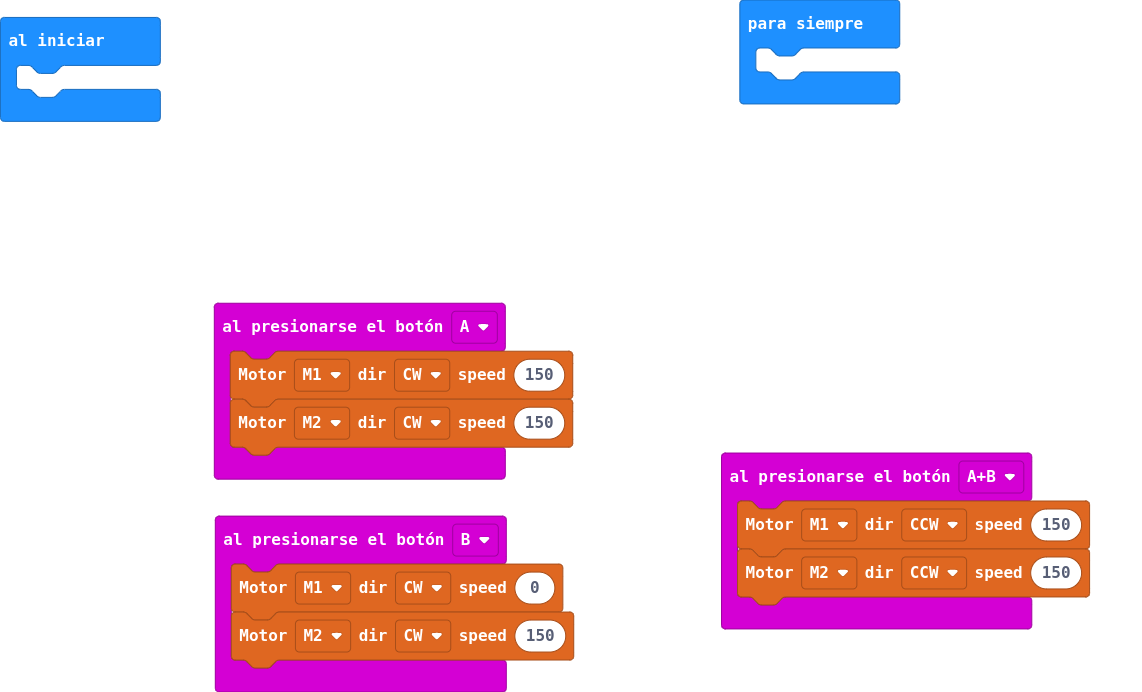 al iniciar
para siempre
al presionarse el botón A
Motor M1 dir CW speed 150
Motor M2 dir CW speed 150
al presionarse el botón A+B
Motor M1 dir CCW speed 150
Motor M2 dir CCW speed 150
al presionarse el botón B
Motor M1 dir CW speed 0
Motor M2 dir CW speed 150